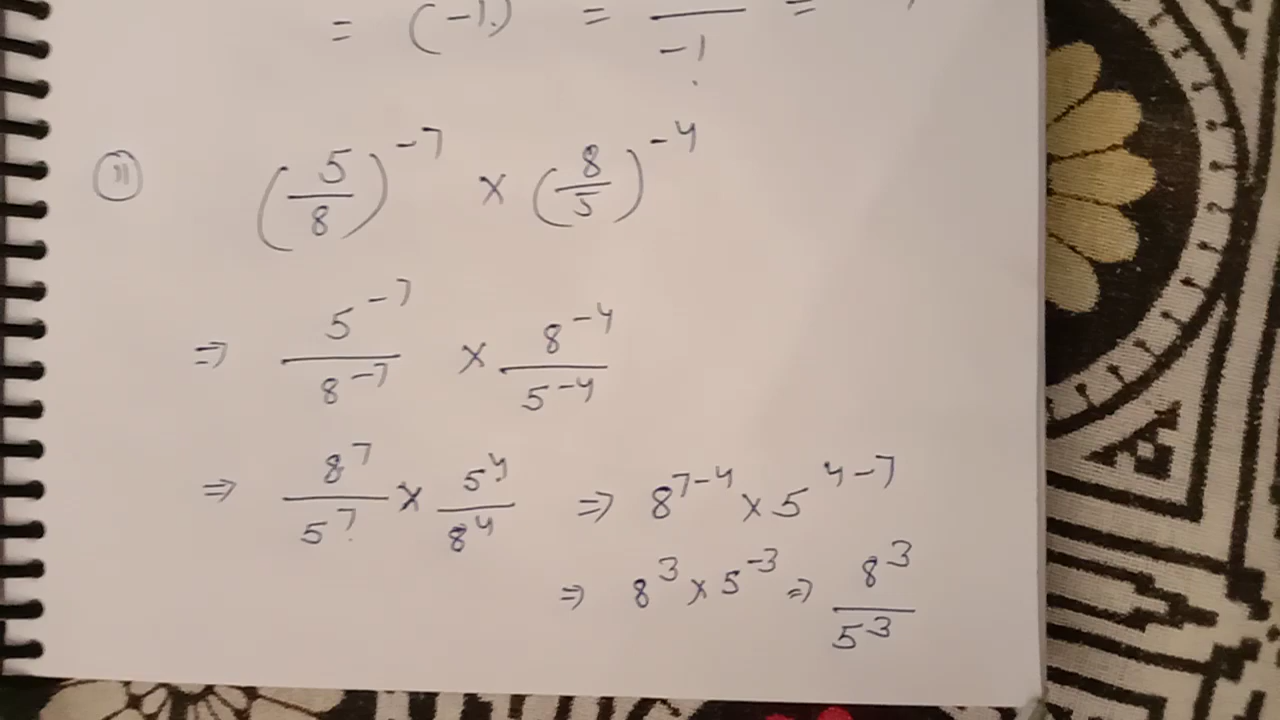 = (-1) = — =
-1
(ii) (5/8)^-7 × (8/5)^-4
⇒ 5^-7/8^-7 × 8^-4/5^-4
⇒ 8^7/5^7 × 5^4/8^4 ⇒ 8^7-4 × 5^4-7
⇒ 8^3 × 5^-3 ⇒ 8^3/5^3